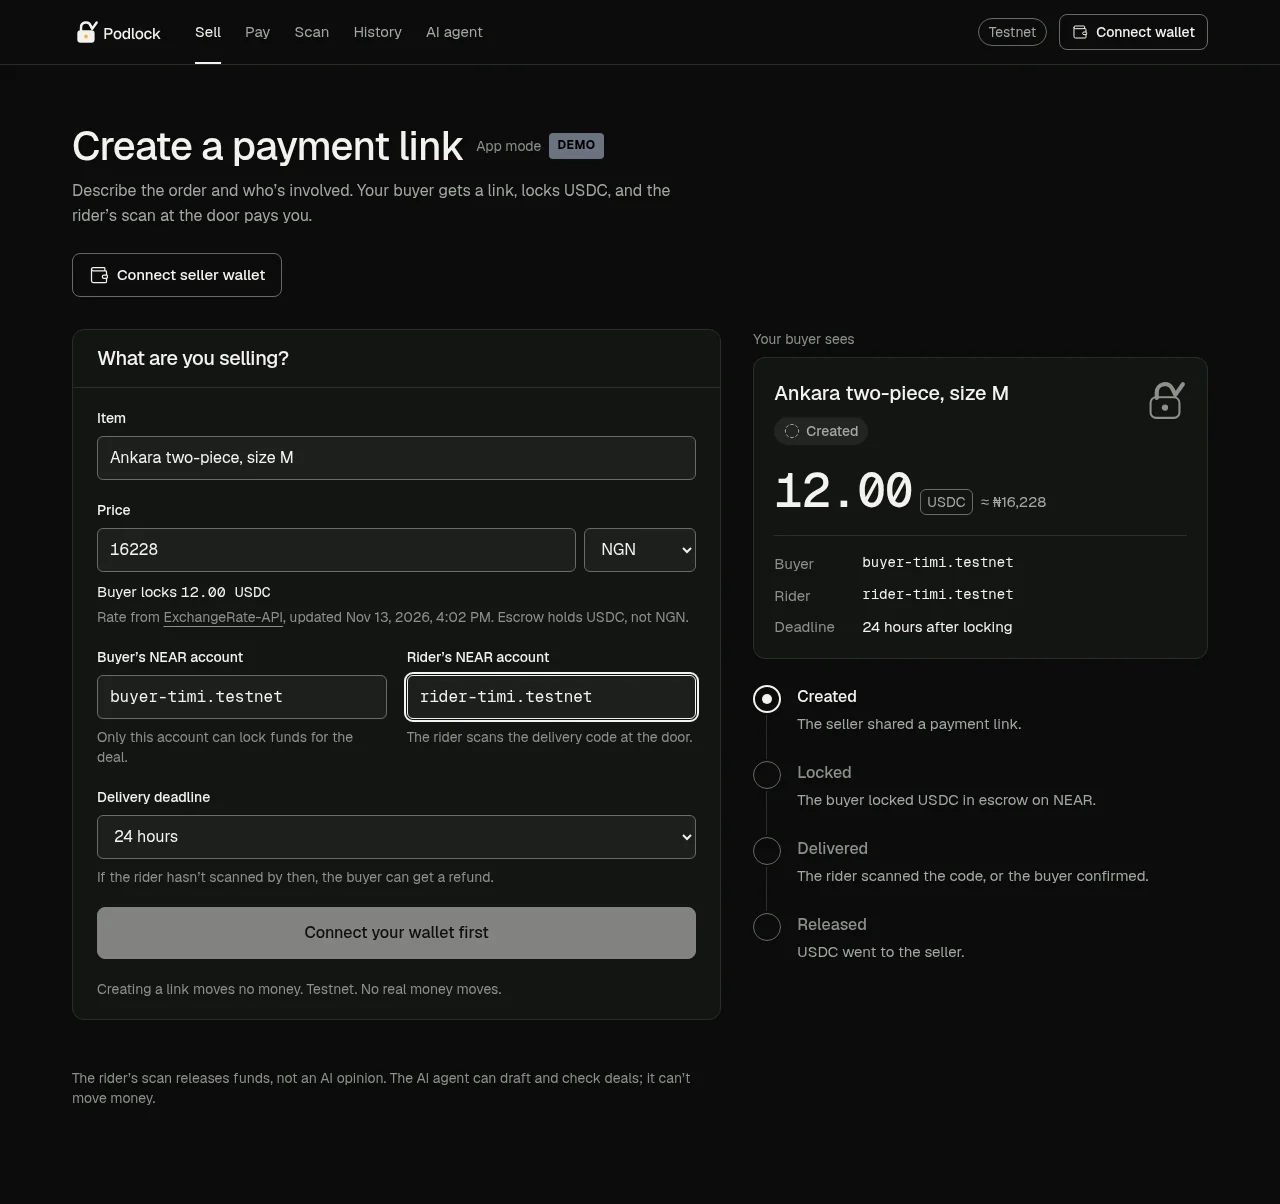 Podlock
Sell
Pay
Scan
History
AI agent
Testnet
Connect wallet
Create a payment link
App mode
DEMO
Describe the order and who’s involved. Your buyer gets a link, locks USDC, and the
rider’s scan at the door pays you.
Connect seller wallet
What are you selling?
Item
Ankara two-piece, size M
Price
16228
NGN
Buyer locks 12.00 USDC
Rate from ExchangeRate-API, updated Nov 13, 2026, 4:02 PM. Escrow holds USDC, not NGN.
Buyer’s NEAR account
Rider’s NEAR account
buyer-timi.testnet
rider-timi.testnet
Only this account can lock funds for the
deal.
The rider scans the delivery code at the door.
Delivery deadline
24 hours
If the rider hasn’t scanned by then, the buyer can get a refund.
Connect your wallet first
Creating a link moves no money. Testnet. No real money moves.
Your buyer sees
Ankara two-piece, size M
Created
12.00 USDC ≈ ₦16,228
Buyer buyer-timi.testnet
Rider rider-timi.testnet
Deadline 24 hours after locking
Created
The seller shared a payment link.
Locked
The buyer locked USDC in escrow on NEAR.
Delivered
The rider scanned the code, or the buyer confirmed.
Released
USDC went to the seller.
The rider’s scan releases funds, not an AI opinion. The AI agent can draft and check deals; it can’t
move money.